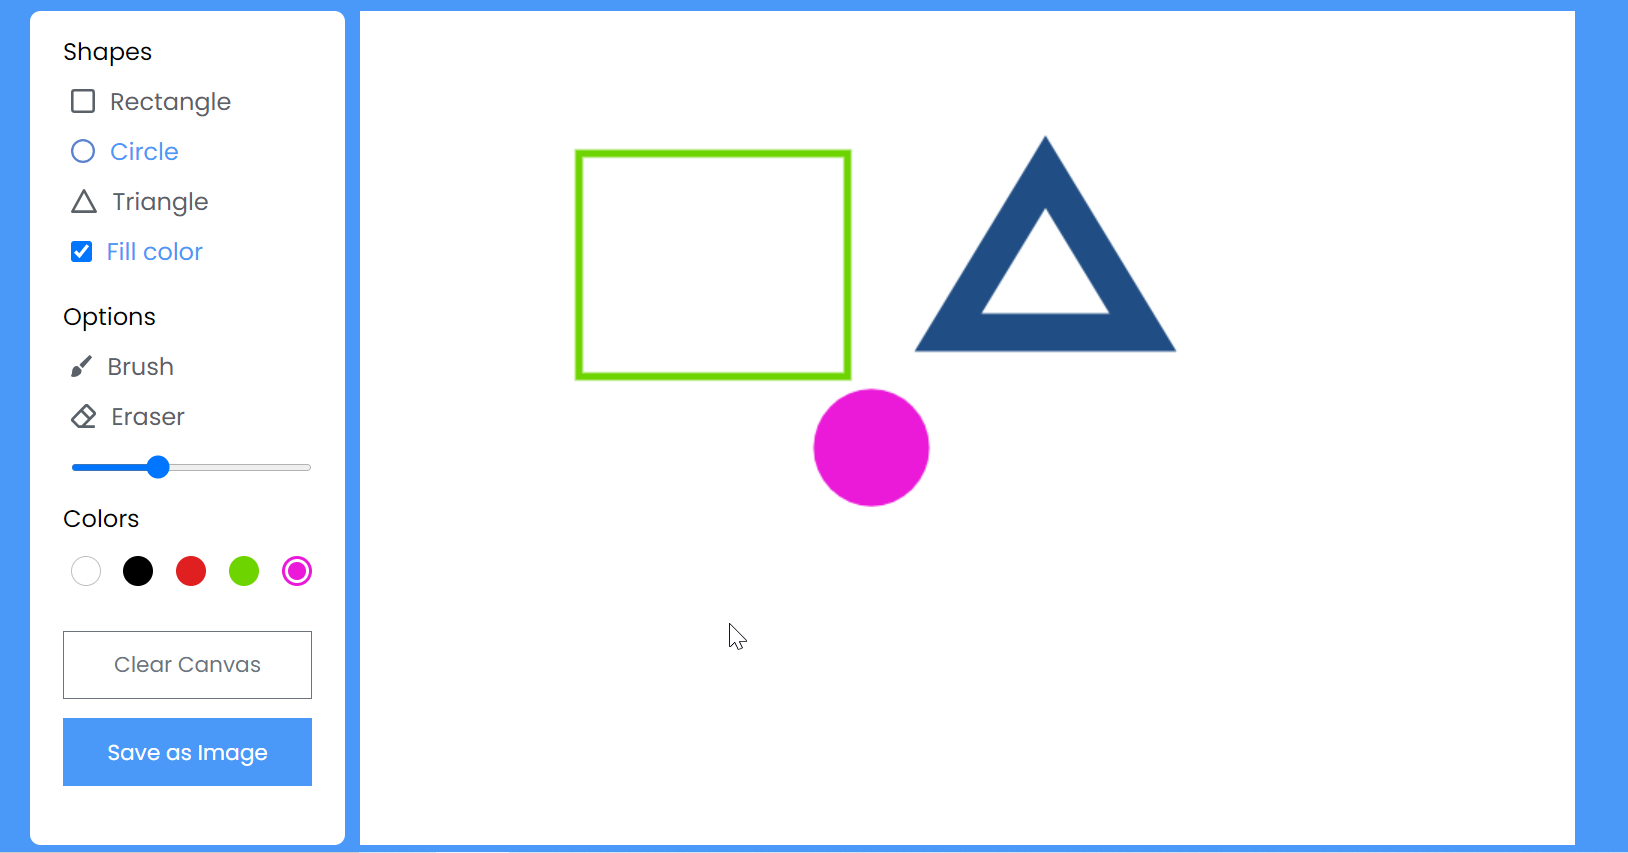 Shapes
Rectangle
Circle
Triangle
Fill color
Options
Brush
Eraser
Colors
Clear Canvas
Save as Image